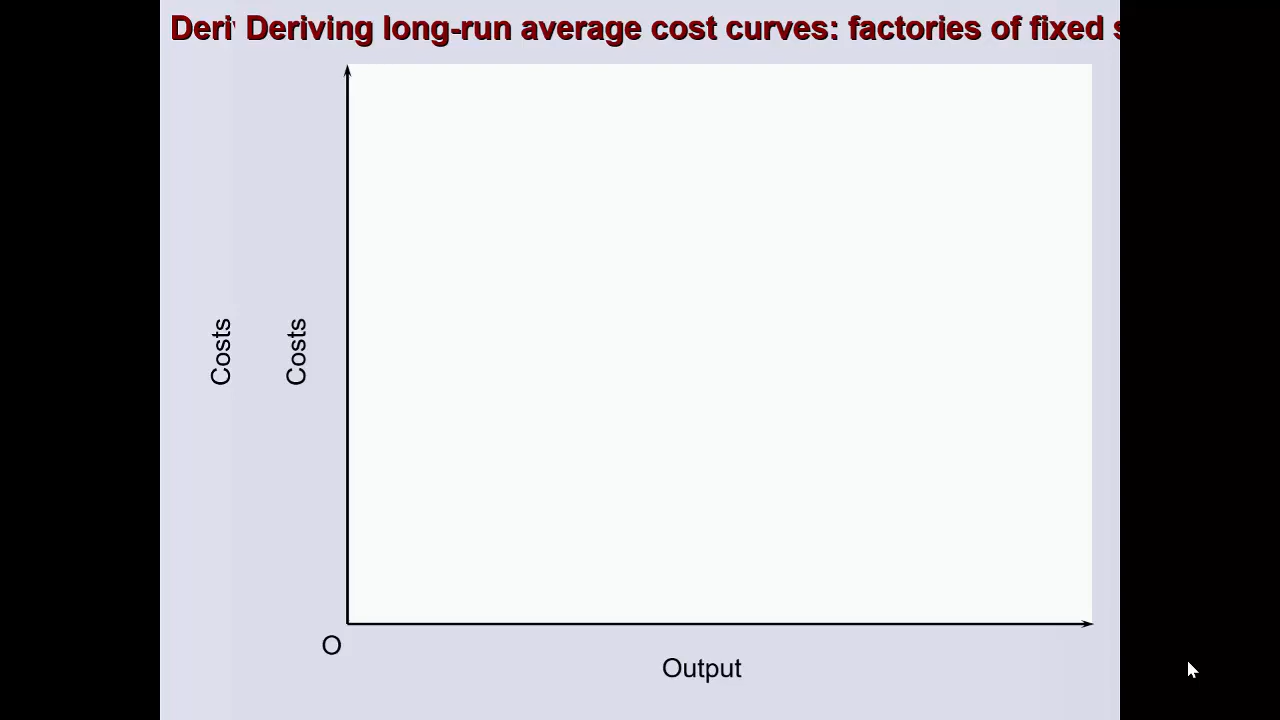 Deri Deriving long-run average cost curves: factories of fixed
Costs
Costs
O
Output